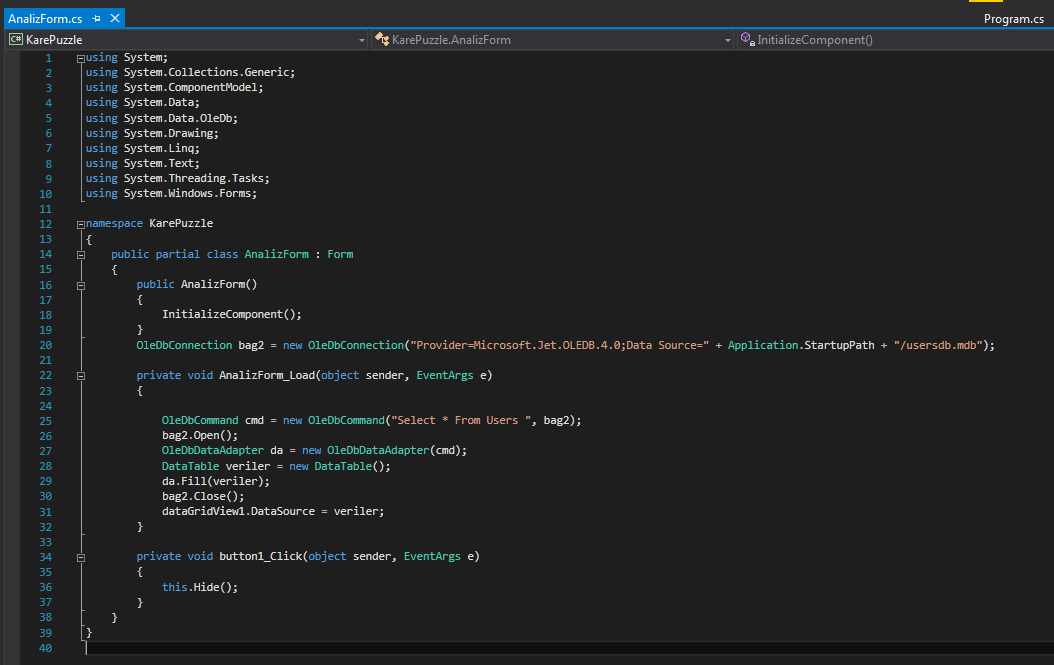 AnalizForm.cs
Program.cs
C# KarePuzzle
KarePuzzle.AnalizForm
InitializeComponent()
1 using System;
2 using System.Collections.Generic;
3 using System.ComponentModel;
4 using System.Data;
5 using System.Data.OleDb;
6 using System.Drawing;
7 using System.Linq;
8 using System.Text;
9 using System.Threading.Tasks;
10 using System.Windows.Forms;
11
12 namespace KarePuzzle
13 {
14 public partial class AnalizForm : Form
15 {
16 public AnalizForm()
17 {
18 InitializeComponent();
19 }
20 OleDbConnection bag2 = new OleDbConnection("Provider=Microsoft.Jet.OLEDB.4.0;Data Source=" + Application.StartupPath + "/usersdb.mdb");
21
22 private void AnalizForm_Load(object sender, EventArgs e)
23 {
24
25 OleDbCommand cmd = new OleDbCommand("Select * From Users ", bag2);
26 bag2.Open();
27 OleDbDataAdapter da = new OleDbDataAdapter(cmd);
28 DataTable veriler = new DataTable();
29 da.Fill(veriler);
30 bag2.Close();
31 dataGridView1.DataSource = veriler;
32 }
33
34 private void button1_Click(object sender, EventArgs e)
35 {
36 this.Hide();
37 }
38 }
39 }
40